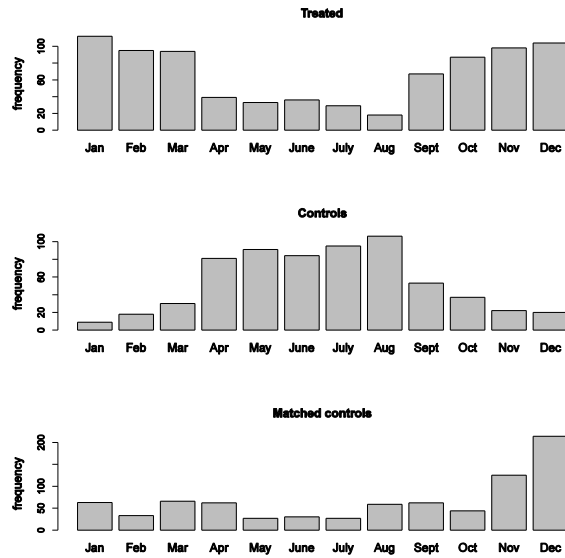 Treated
frequency
100
60
20
0
Jan Feb Mar Apr May June July Aug Sept Oct Nov Dec
Controls
frequency
100
60
20
0
Jan Feb Mar Apr May June July Aug Sept Oct Nov Dec
Matched controls
frequency
200
100
50
0
Jan Feb Mar Apr May June July Aug Sept Oct Nov Dec